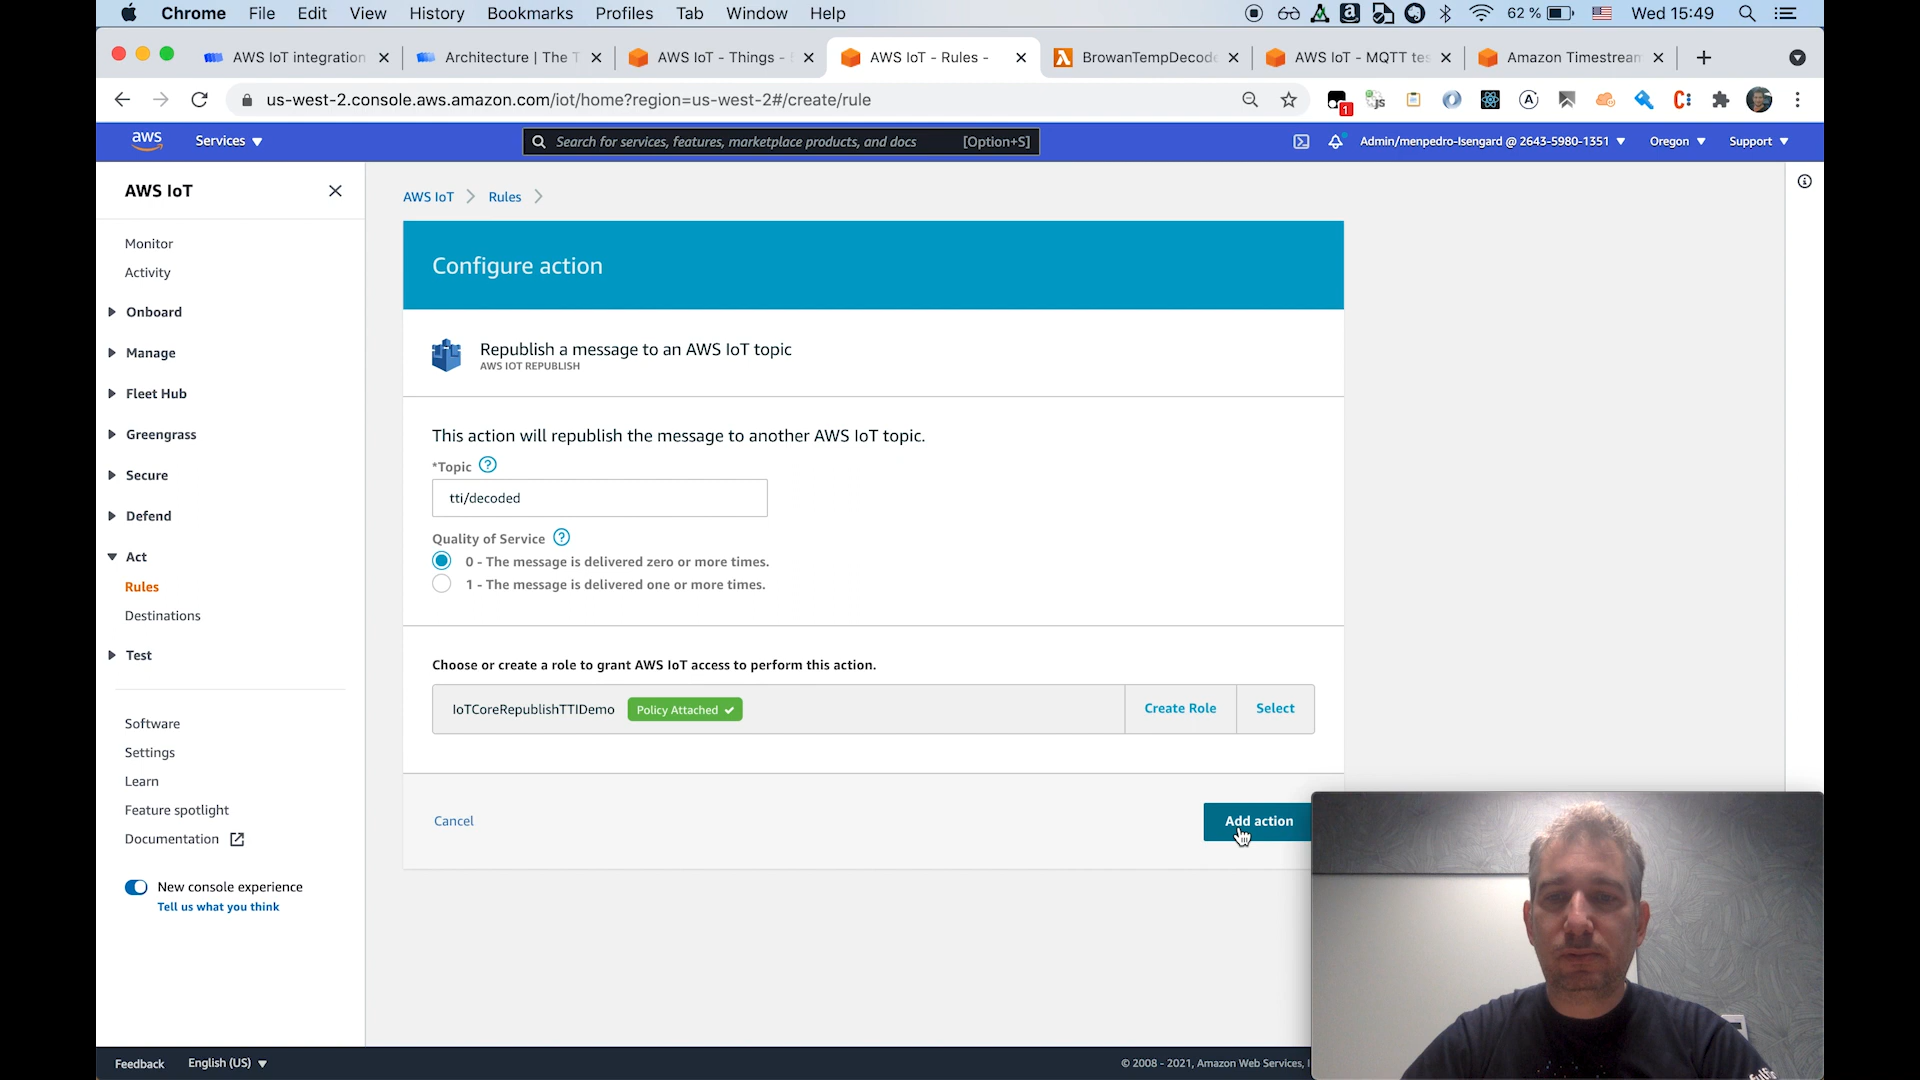 Chrome File Edit View History Bookmarks Profiles Tab Window Help 62 % Wed 15:49
AWS IoT integration Architecture | The T AWS IoT - Things - AWS IoT - Rules - BrowanTempDecod AWS IoT - MQTT tes Amazon Timestream
us-west-2.console.aws.amazon.com/iot/home?region=us-west-2#/create/rule
aws Services Search for services, features, marketplace products, and docs [Option+S] Admin/menpedro-Isengard @ 2643-5980-1351 Oregon Support
AWS IoT
Monitor
Activity
Onboard
Manage
Fleet Hub
Greengrass
Secure
Defend
Act
Rules
Destinations
Test
Software
Settings
Learn
Feature spotlight
Documentation
New console experience
Tell us what you think
AWS IoT Rules
Configure action
Republish a message to an AWS IoT topic
AWS IOT REPUBLISH
This action will republish the message to another AWS IoT topic.
*Topic ?
tti/decoded
Quality of Service ?
0 - The message is delivered zero or more times.
1 - The message is delivered one or more times.
Choose or create a role to grant AWS IoT access to perform this action.
IoTCoreRepublishTTIDemo Policy Attached Create Role Select
Cancel Add action
Feedback English (US) © 2008 - 2021, Amazon Web Services,